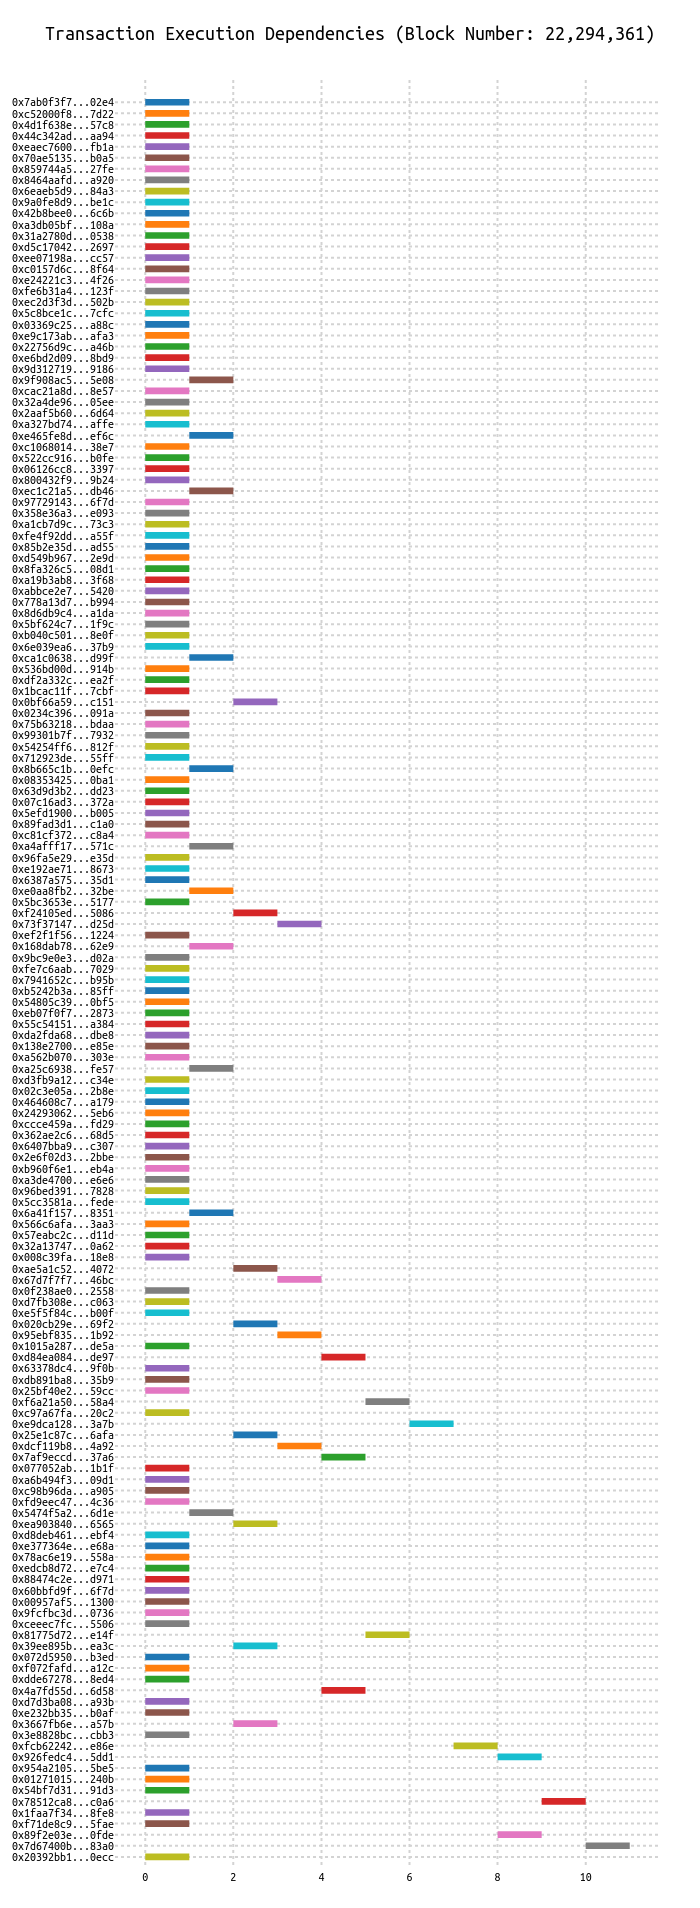 Transaction Execution Dependencies (Block Number: 22,294,361)
0x7ab0f3f7...02e4
0xc52000f8...7d22
0x4d1f638e...57c8
0x44c342ad...aa94
0xeaec7600...fb1a
0x70ae5135...b0a5
0x859744a5...27fe
0x8464aafd...a920
0x6eaeb5d9...84a3
0x9a0fe8d9...be1c
0x42b8bee0...6c6b
0xa3db05bf...108a
0x31a2780d...0538
0xd5c17042...2697
0xee07198a...cc57
0xc0157d6c...8f64
0xe24221c3...4f26
0xfe6b31a4...123f
0xec2d3f3d...502b
0x5c8bce1c...7cfc
0x03369c25...a88c
0xe9c173ab...afa3
0x22756d9c...a46b
0xe6bd2d09...8bd9
0x9d312719...9186
0x9f908ac5...5e08
0xcac21a8d...8e57
0x32a4de96...05ee
0x2aaf5b60...6d64
0xa327bd74...affe
0xe465fe8d...ef6c
0xc1068014...38e7
0x522cc916...b0fe
0x06126cc8...3397
0x800432f9...9b24
0xec1c21a5...db46
0x97729143...6f7d
0x358e36a3...e093
0xa1cb7d9c...73c3
0xfe4f92dd...a55f
0x85b2e35d...ad55
0xd549b967...2e9d
0x8fa326c5...08d1
0xa19b3ab8...3f68
0xabbce2e7...5420
0x778a13d7...b994
0x8d6db9c4...a1da
0x5bf624c7...1f9c
0xb040c501...8e0f
0x6e039ea6...37b9
0xca1c0638...d99f
0x536bd00d...914b
0xdf2a332c...ea2f
0x1bcac11f...7cbf
0x0bf66a59...c151
0x0234c396...091a
0x75b63218...bdaa
0x99301b7f...7932
0x54254ff6...812f
0x712923de...55ff
0x8b665c1b...0efc
0x08353425...0ba1
0x63d9d3b2...dd23
0x07c16ad3...372a
0x5efd1900...b005
0x89fad3d1...c1a0
0xc81cf372...c8a4
0xa4afff17...571c
0x96fa5e29...e35d
0xe192ae71...8673
0x6387a575...35d1
0xe0aa8fb2...32be
0x5bc3653e...5177
0xf24105ed...5086
0x73f37147...d25d
0xef2f1f56...1224
0x168dab78...62e9
0x9bc9e0e3...d02a
0xfe7c6aab...7029
0x7941652c...b95b
0xb5242b3a...85ff
0x54805c39...0bf5
0xeb07f0f7...2873
0x55c54151...a384
0xda2fda68...dbe8
0x138e2700...e85e
0xa562b070...303e
0xa25c6938...fe57
0xd3fb9a12...c34e
0x02c3e05a...2b8e
0x464608c7...a179
0x24293062...5eb6
0xccce459a...fd29
0x362ae2c6...68d5
0x6407bba9...c307
0x2e6f02d3...2bbe
0xb960f6e1...eb4a
0xa3de4700...e6e6
0x96bed391...7828
0x5cc3581a...fede
0x6a41f157...8351
0x566c6afa...3aa3
0x57eabc2c...d11d
0x32a13747...0a62
0x008c39fa...18e8
0xae5a1c52...4072
0x67d7f7f7...46bc
0x0f238ae0...2558
0xd7fb308e...c063
0xe5f5f84c...b00f
0x020cb29e...69f2
0x95ebf835...1b92
0x1015a287...de5a
0xd84ea084...de97
0x63378dc4...9f0b
0xdb891ba8...35b9
0x25bf40e2...59cc
0xf6a21a50...58a4
0xc97a67fa...20c2
0xe9dca128...3a7b
0x25e1c87c...6afa
0xdcf119b8...4a92
0x7af9eccd...37a6
0x077052ab...1b1f
0xa6b494f3...09d1
0xc98b96da...a905
0xfd9eec47...4c36
0x5474f5a2...6d1e
0xea903840...6565
0xd8deb461...ebf4
0xe377364e...e68a
0x78ac6e19...558a
0xedcb8d72...e7c4
0x88474c2e...d971
0x60bbfd9f...6f7d
0x00957af5...1300
0x9fcfbc3d...0736
0xceeec7fc...5506
0x81775d72...e14f
0x39ee895b...ea3c
0x072d5950...b3ed
0xf072fafd...a12c
0xdde67278...8ed4
0x4a7fd55d...6d58
0xd7d3ba08...a93b
0xe232bb35...b0af
0x3667fb6e...a57b
0x3e8828bc...cbb3
0xfcb62242...e86e
0x926fedc4...5dd1
0x954a2105...5be5
0x01271015...240b
0x54bf7d31...91d3
0x78512ca8...c0a6
0x1faa7f34...8fe8
0xf71de8c9...5fae
0x89f2e03e...0fde
0x7d67400b...83a0
0x20392bb1...0ecc
0 2 4 6 8 10